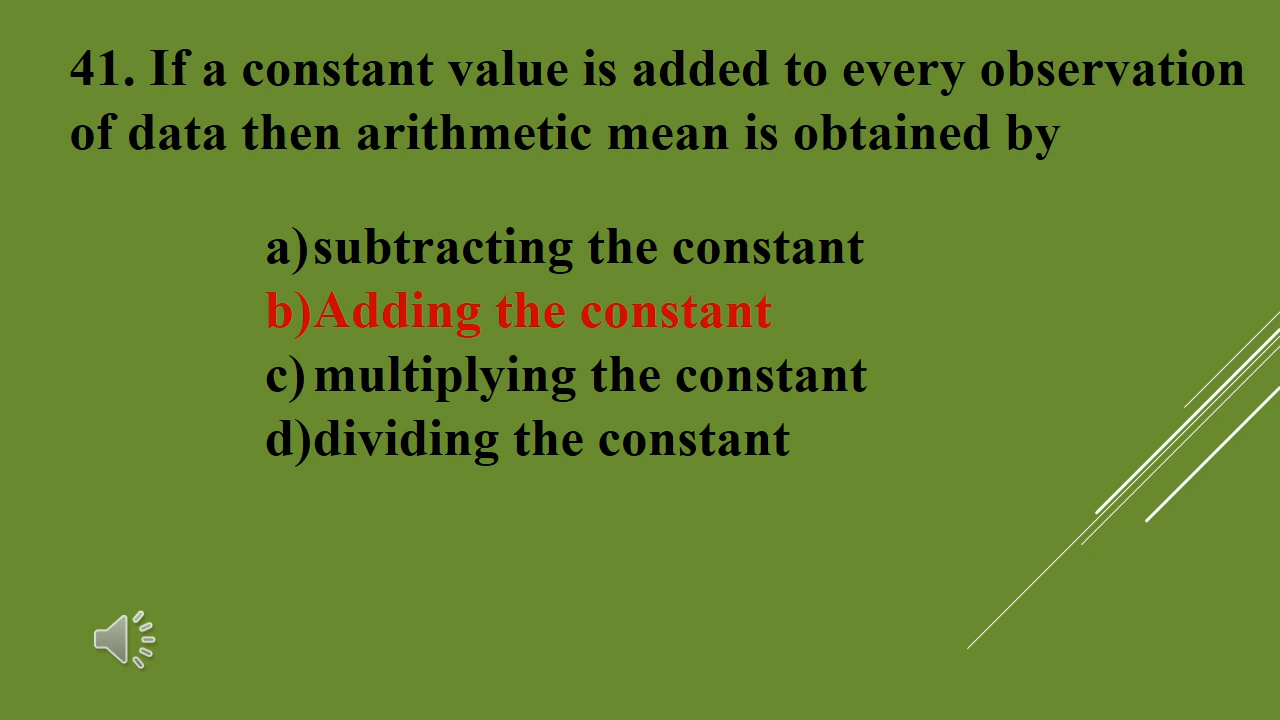 41. If a constant value is added to every observation
of data then arithmetic mean is obtained by
a)subtracting the constant
b)Adding the constant
c)multiplying the constant
d)dividing the constant